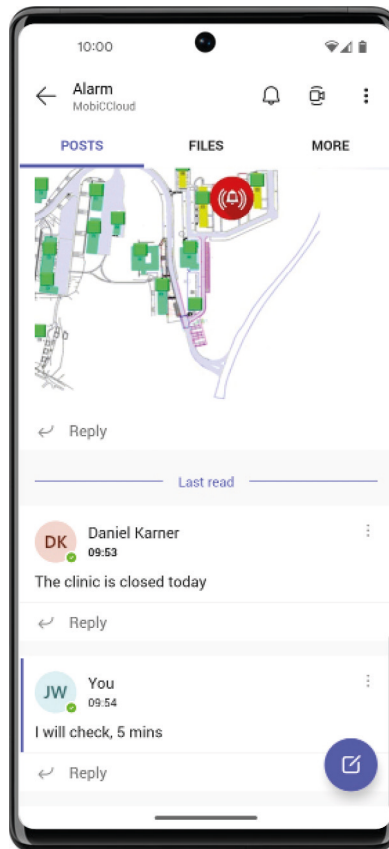 10:00
Alarm
MobiCCloud
POSTS FILES MORE
Reply
Last read
DK
Daniel Karner
09:53
The clinic is closed today
Reply
JW
You
09:54
I will check, 5 mins
Reply